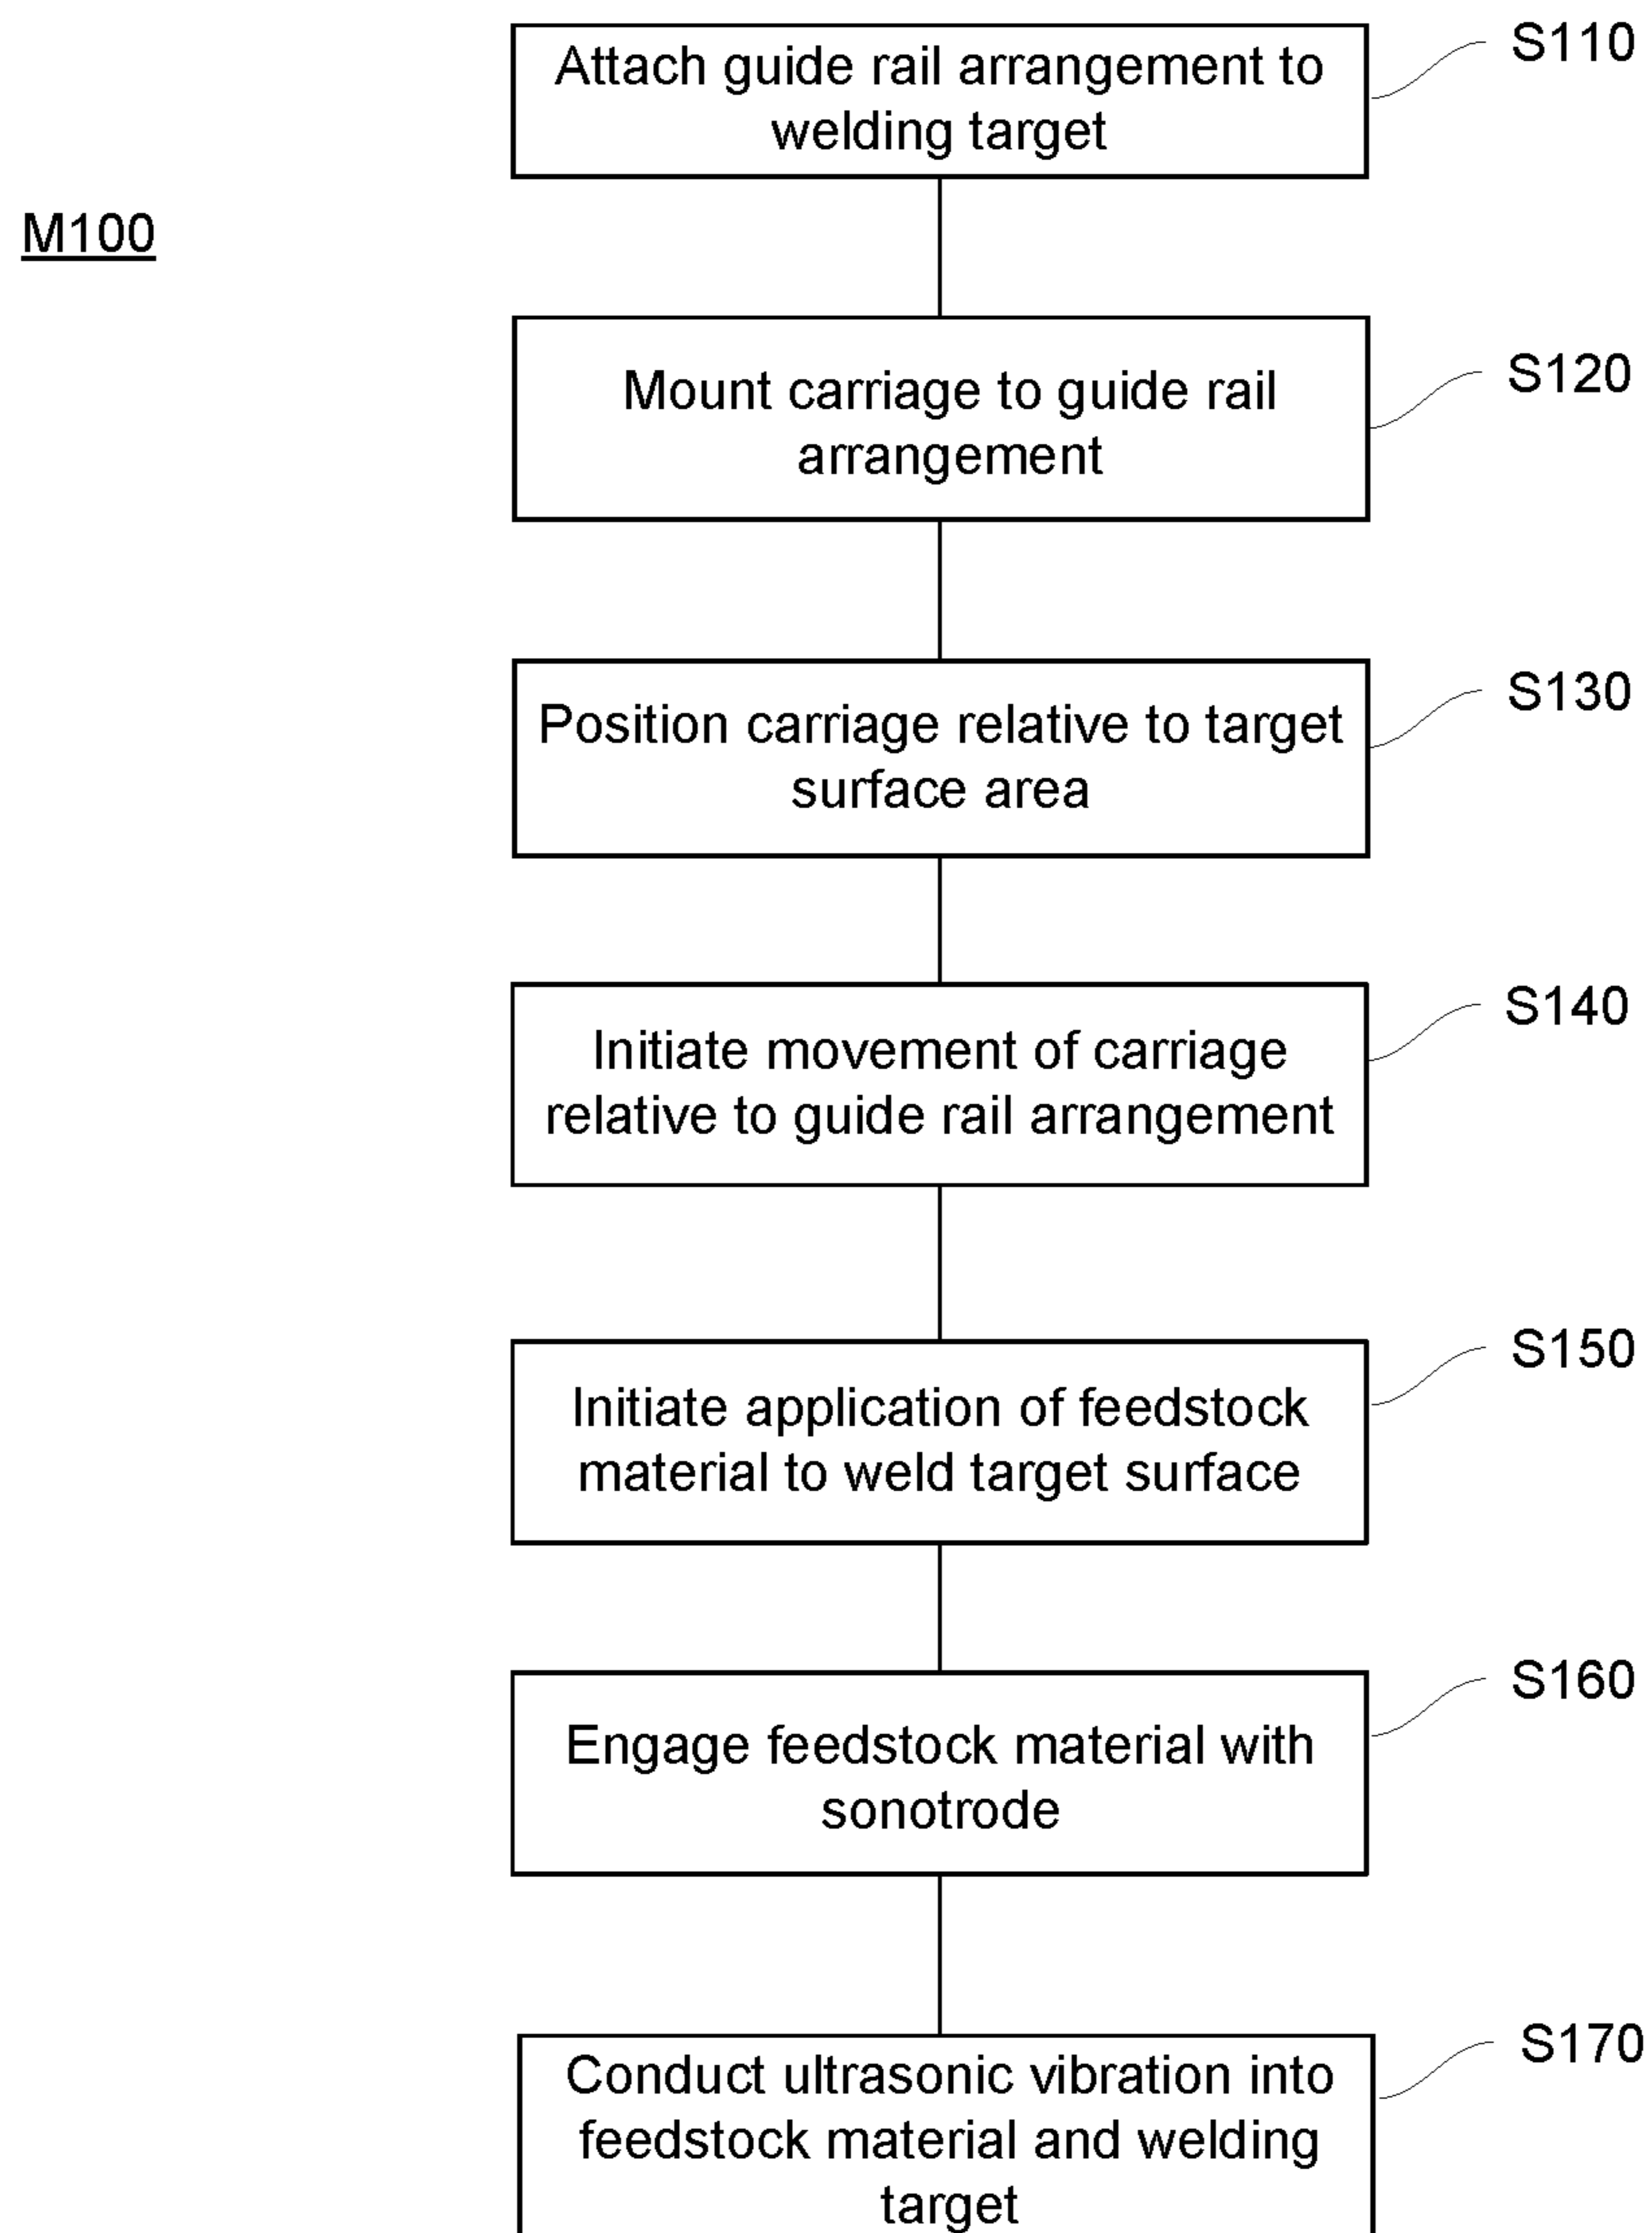 Attach guide rail arrangement to
welding target
S110
M100
Mount carriage to guide rail
arrangement
S120
Position carriage relative to target
surface area
S130
Initiate movement of carriage
relative to guide rail arrangement
S140
Initiate application of feedstock
material to weld target surface
S150
Engage feedstock material with
sonotrode
S160
Conduct ultrasonic vibration into
feedstock material and welding
target
S170